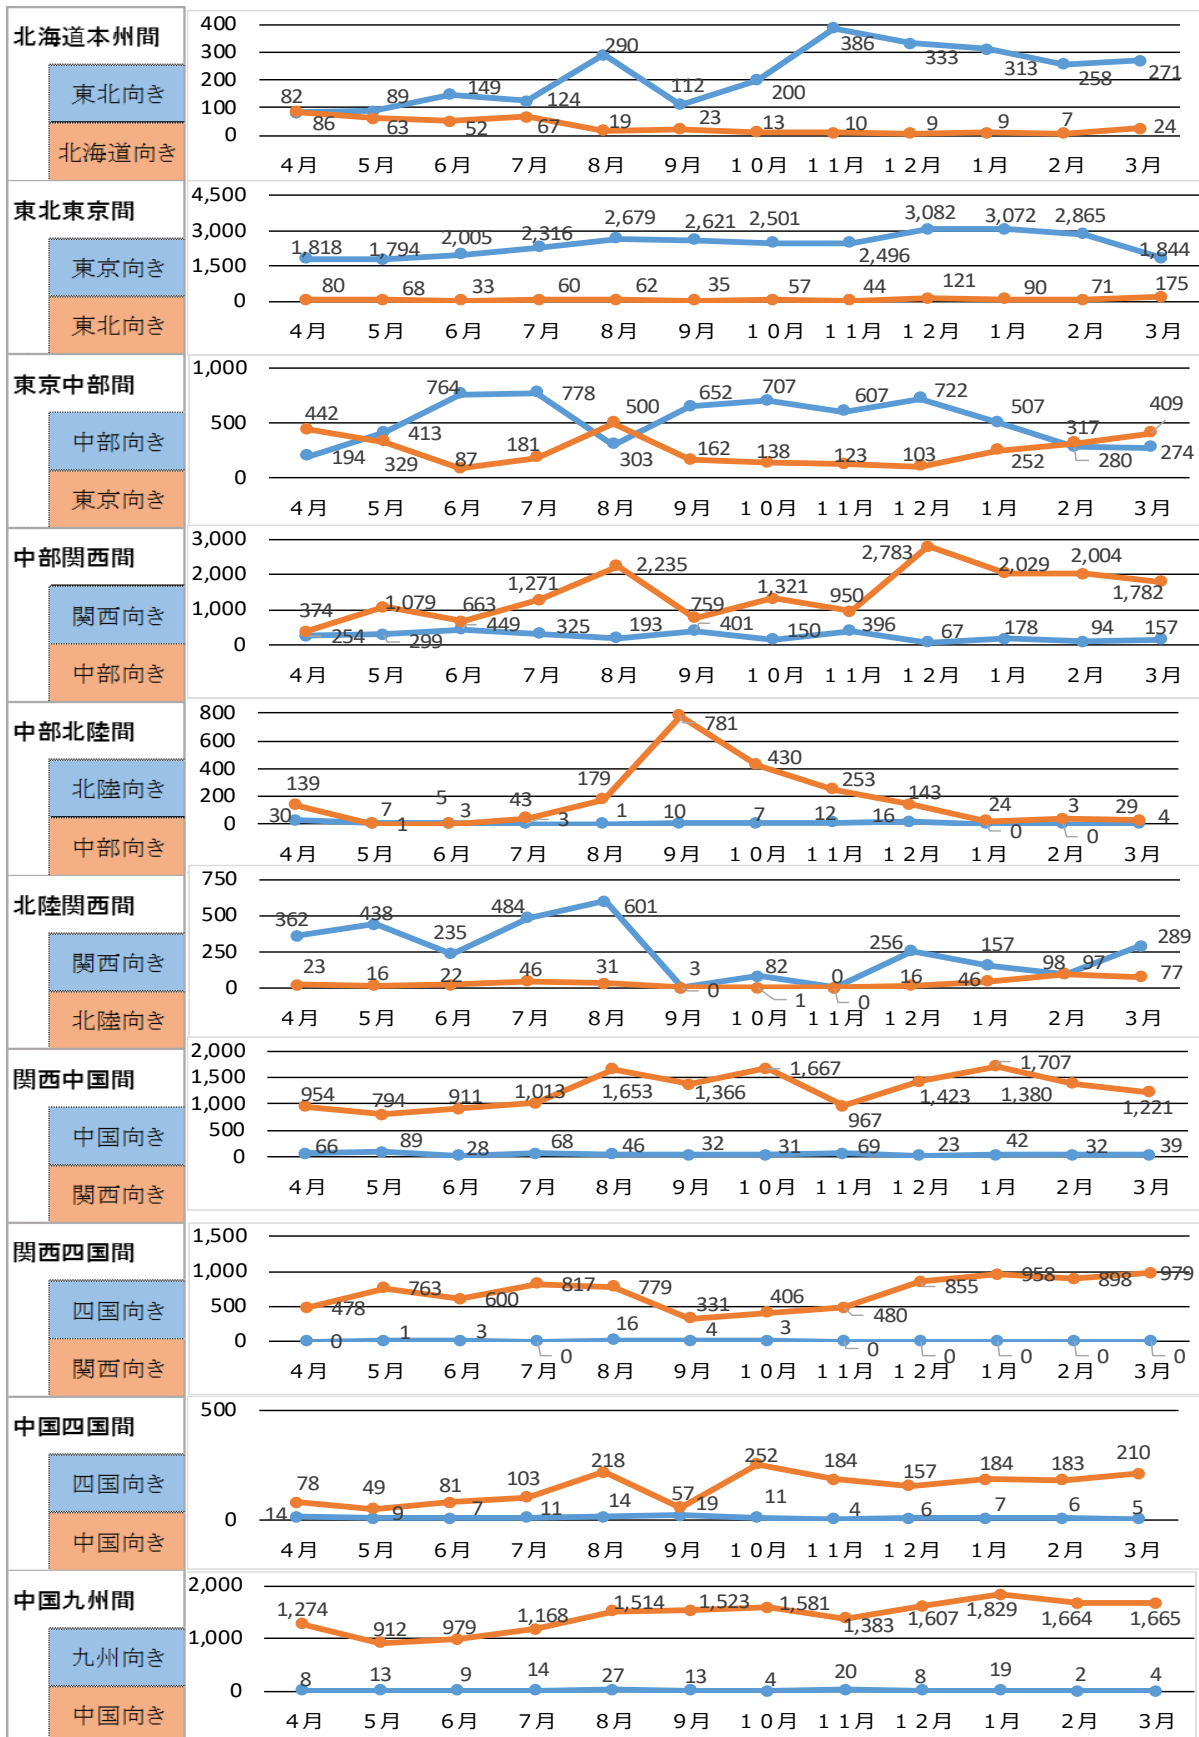 北海道本州間
東北向き
北海道向き
400
300
200
100
0
82 89 149 124 290 112 200 386 333 313 258 271
86 63 52 67 19 23 13 10 9 9 7 24
4月 5月 6月 7月 8月 9月 10月 11月 12月 1月 2月 3月
東北東京間
東京向き
東北向き
4,500
3,000
1,500
0
1,818 1,794 2,005 2,316 2,679 2,621 2,501 2,496 3,082 3,072 2,865 1,844
80 68 33 60 62 35 57 44 121 90 71 175
4月 5月 6月 7月 8月 9月 10月 11月 12月 1月 2月 3月
東京中部間
中部向き
東京向き
1,000
500
0
194 413 764 778 303 652 707 607 722 507 280 274
442 329 87 181 500 162 138 123 103 252 317 409
4月 5月 6月 7月 8月 9月 10月 11月 12月 1月 2月 3月
中部関西間
関西向き
中部向き
3,000
2,000
1,000
0
374 1,079 663 1,271 2,235 759 1,321 950 2,783 2,029 2,004 1,782
254 299 449 325 193 401 150 396 67 178 94 157
4月 5月 6月 7月 8月 9月 10月 11月 12月 1月 2月 3月
中部北陸間
北陸向き
中部向き
800
600
400
200
0
139 1 3 43 179 781 430 253 143 24 3 29
30 7 5 3 1 10 7 12 16 0 0 4
4月 5月 6月 7月 8月 9月 10月 11月 12月 1月 2月 3月
北陸関西間
関西向き
北陸向き
750
500
250
0
362 438 235 484 601 3 82 0 256 157 98 289
23 16 22 46 31 0 1 0 16 46 97 77
4月 5月 6月 7月 8月 9月 10月 11月 12月 1月 2月 3月
関西中国間
中国向き
関西向き
2,000
1,500
1,000
500
0
954 794 911 1,013 1,653 1,366 1,667 967 1,423 1,707 1,380 1,221
66 89 28 68 46 32 31 69 23 42 32 39
4月 5月 6月 7月 8月 9月 10月 11月 12月 1月 2月 3月
関西四国間
四国向き
関西向き
1,500
1,000
500
0
478 763 600 817 779 331 406 480 855 958 898 979
0 1 3 0 16 4 3 0 0 0 0 0
4月 5月 6月 7月 8月 9月 10月 11月 12月 1月 2月 3月
中国四国間
四国向き
中国向き
500
0
78 49 81 103 218 57 252 184 157 184 183 210
14 9 7 11 14 19 11 4 6 7 6 5
4月 5月 6月 7月 8月 9月 10月 11月 12月 1月 2月 3月
中国九州間
九州向き
中国向き
2,000
1,000
0
1,274 912 979 1,168 1,514 1,523 1,581 1,383 1,607 1,829 1,664 1,665
8 13 9 14 27 13 4 20 8 19 2 4
4月 5月 6月 7月 8月 9月 10月 11月 12月 1月 2月 3月